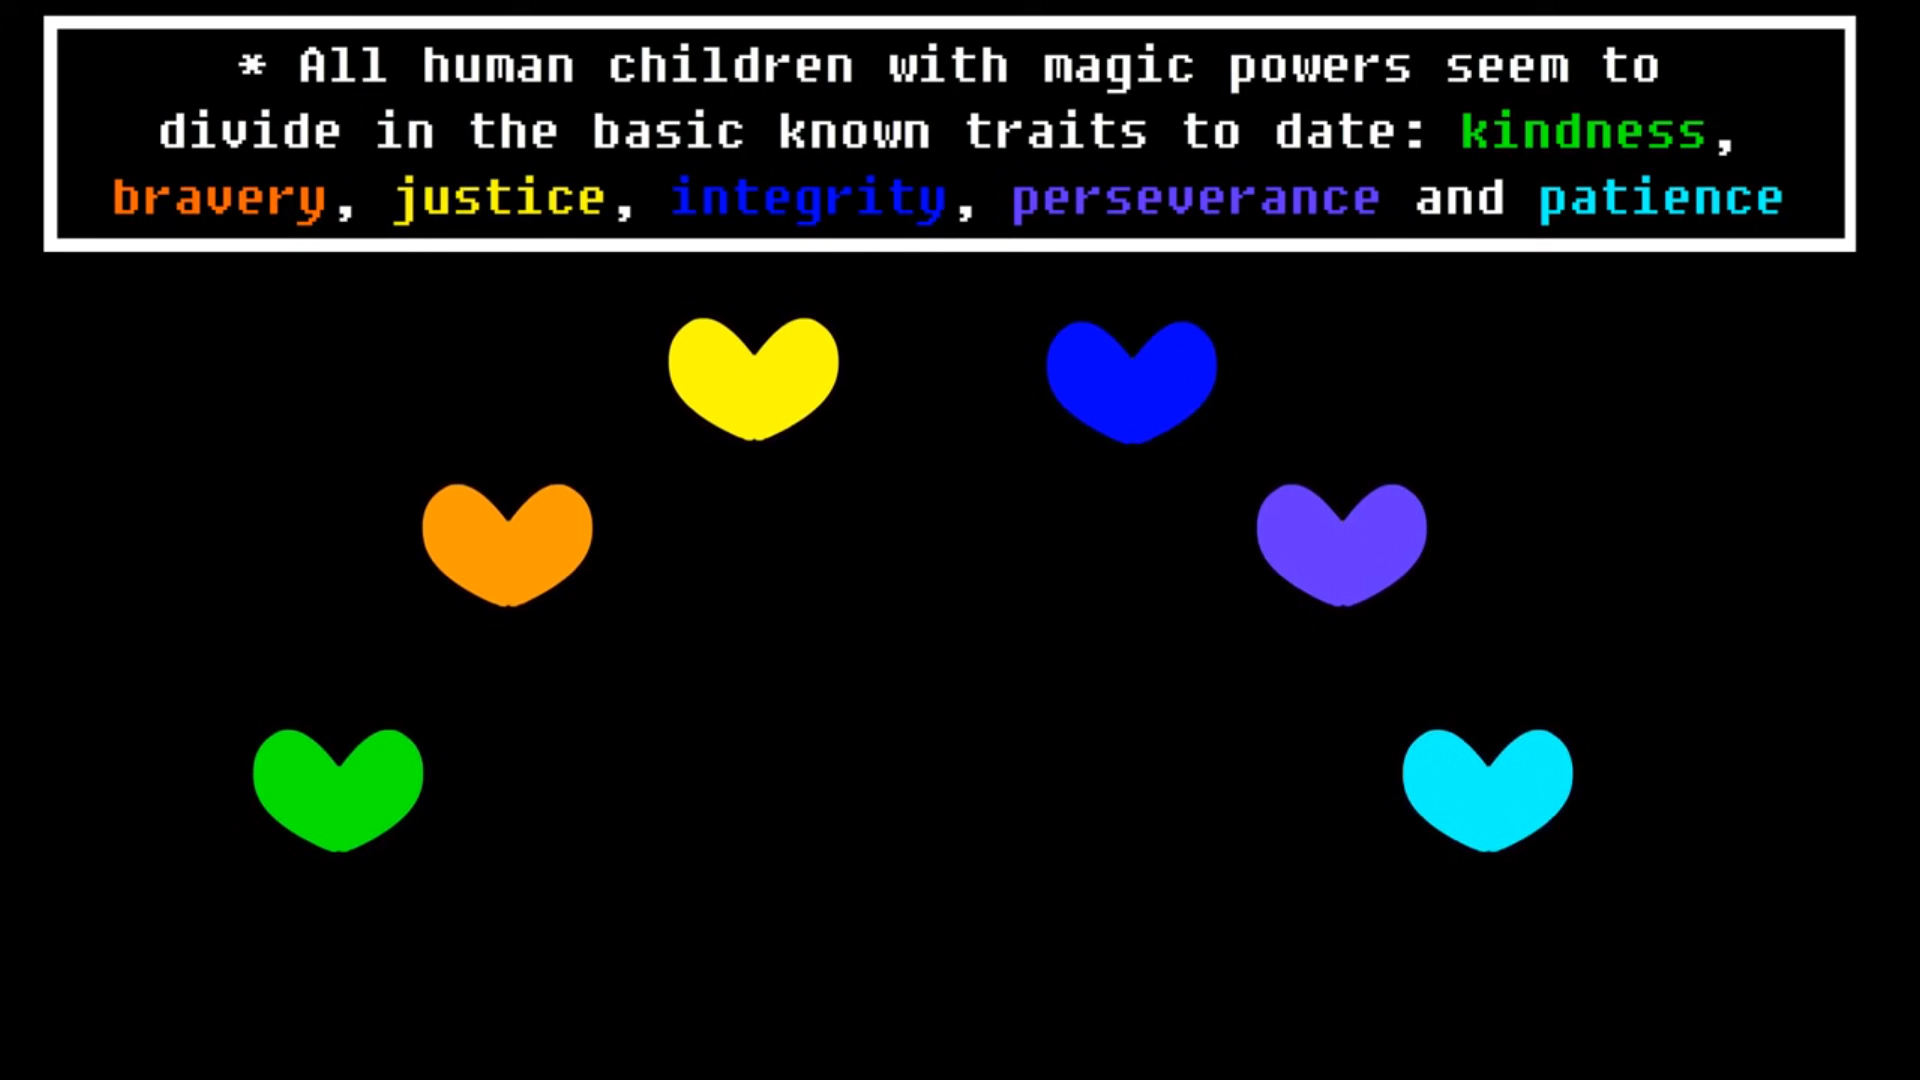 * All human children with magic powers seem to
divide in the basic known traits to date: kindness,
bravery, justice, integrity, perseverance and patience